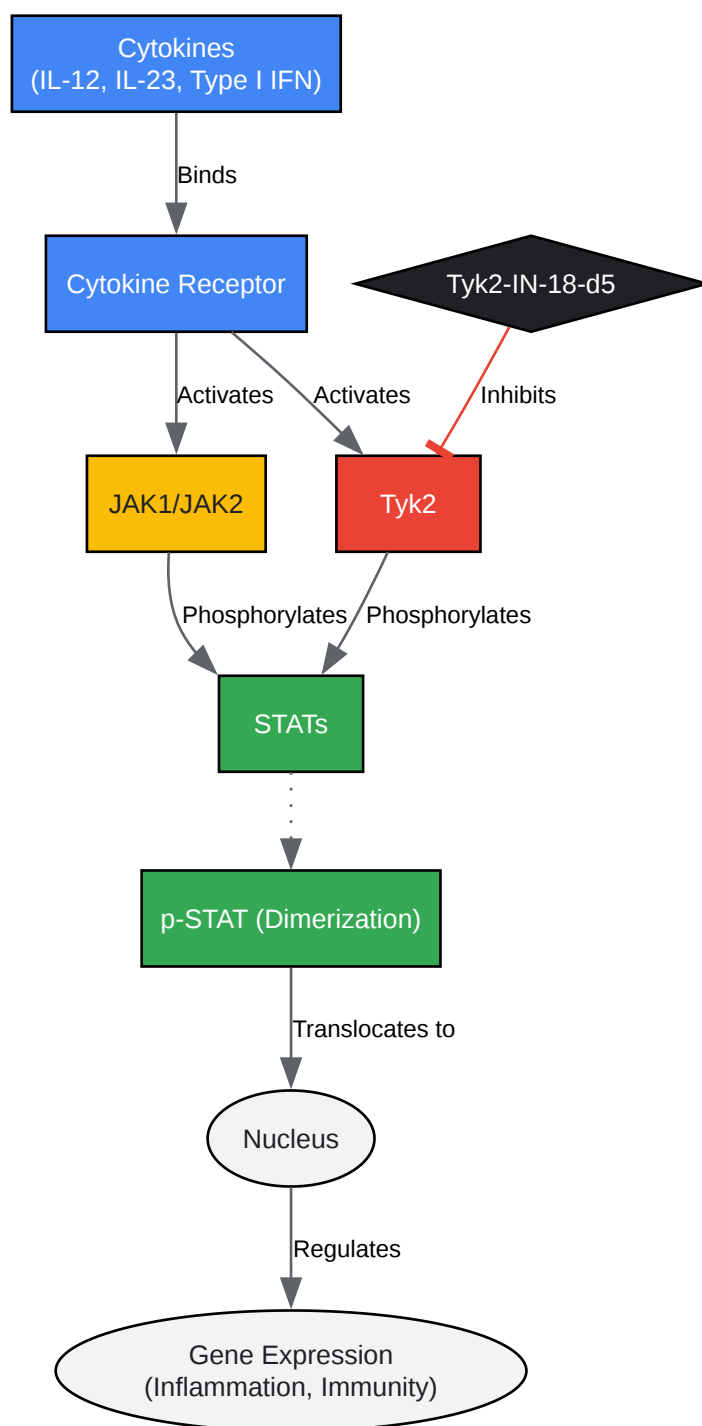 Cytokines
(IL-12, IL-23, Type I IFN)
Binds
Cytokine Receptor
Tyk2-IN-18-d5
Activates
Activates
Inhibits
JAK1/JAK2
Tyk2
Phosphorylates
Phosphorylates
STATs
p-STAT (Dimerization)
Translocates to
Nucleus
Regulates
Gene Expression
(Inflammation, Immunity)